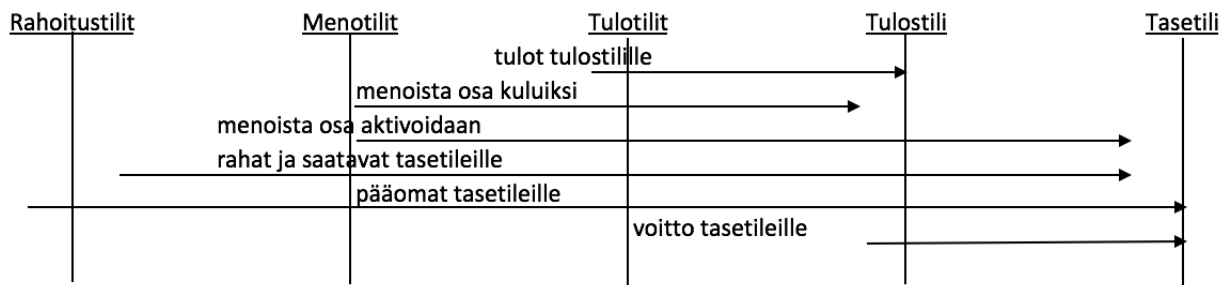 Rahoitustilit Menotilit Tulotilit Tulostili Tasetili
tulot tulostilille
menoista osa kuluiksi
menoista osa aktivoidaan
rahat ja saatavat tasetileille
pääomat tasetileille
voitto tasetileille